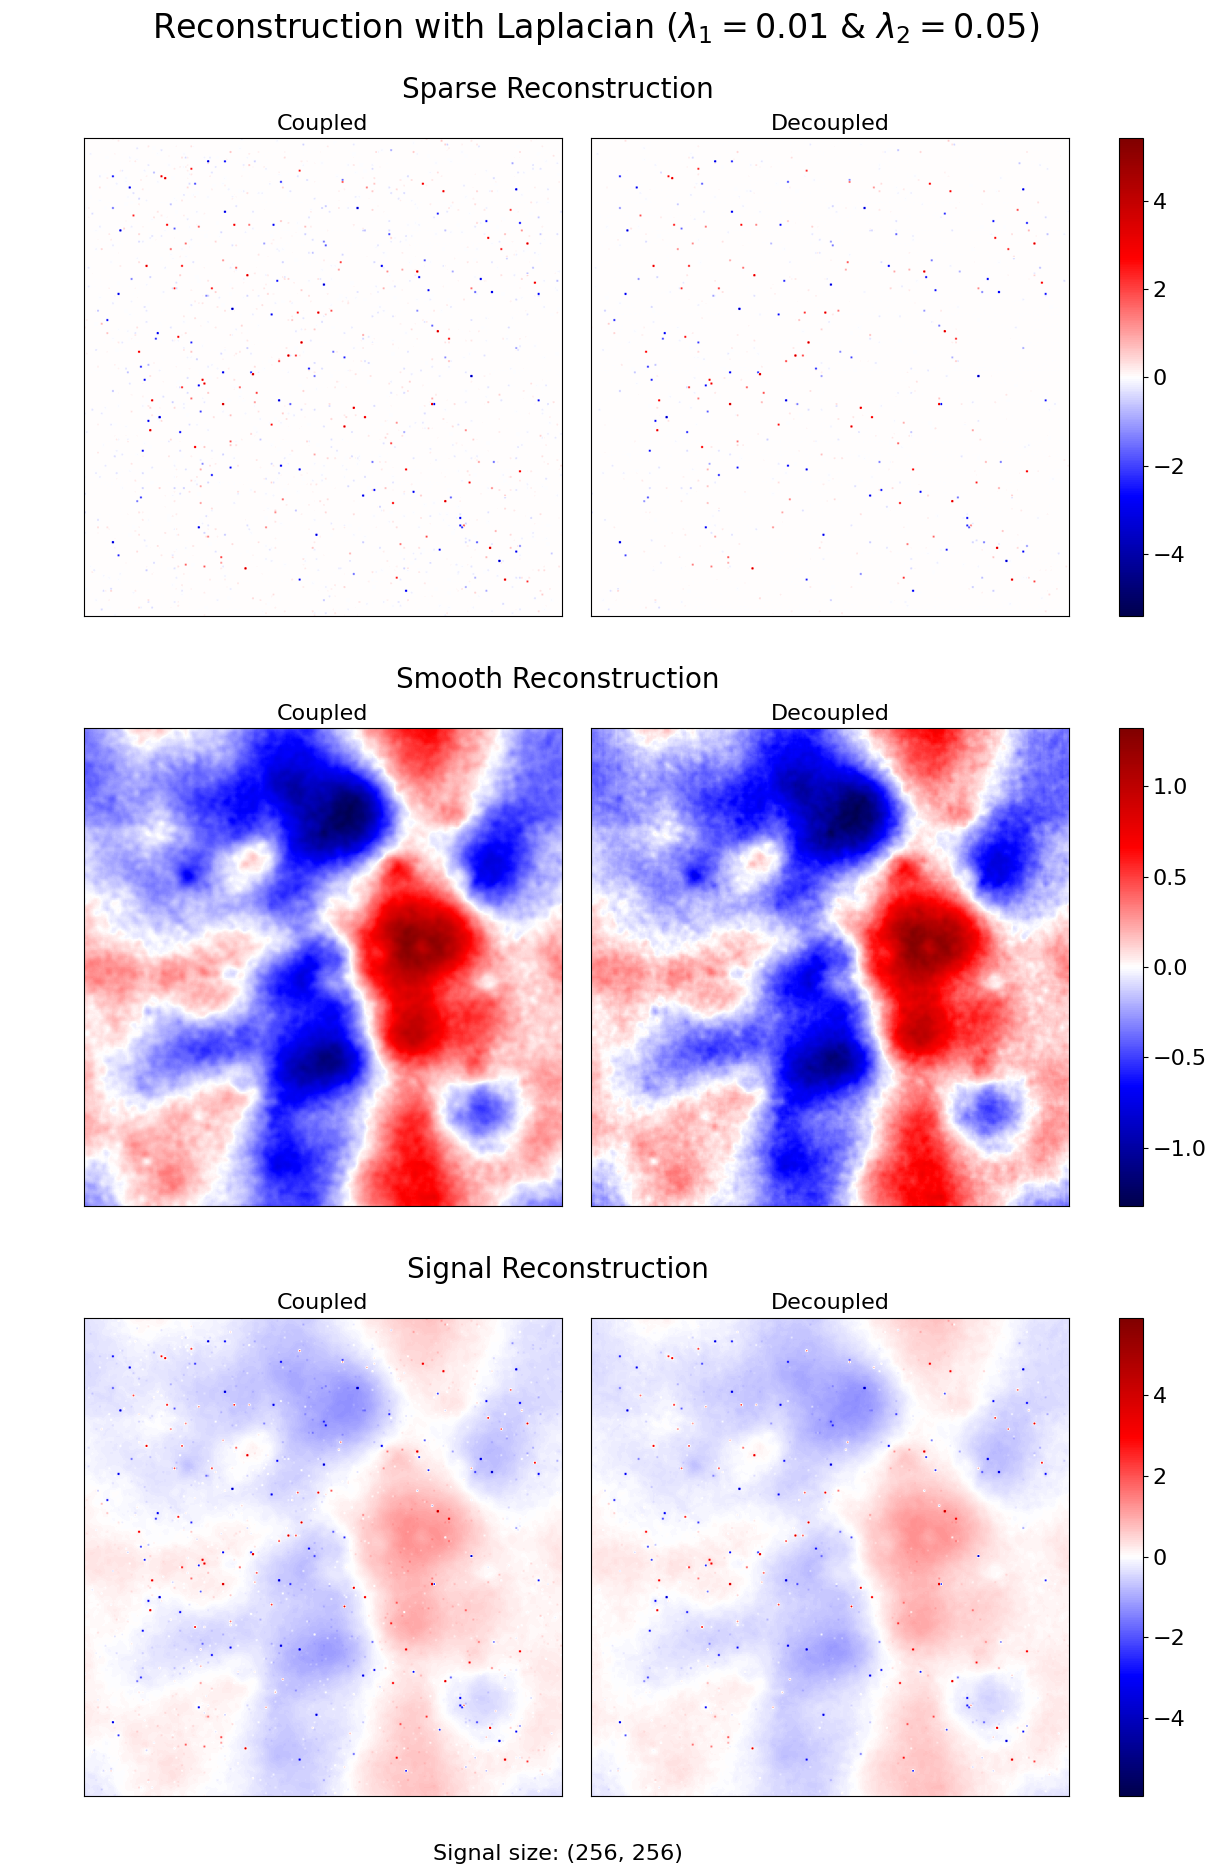 Reconstruction with Laplacian (λ₁ = 0.01 & λ₂ = 0.05)
Sparse Reconstruction
Coupled
Decoupled
4
2
0
−2
−4
Smooth Reconstruction
Coupled
Decoupled
1.0
0.5
0.0
−0.5
−1.0
Signal Reconstruction
Coupled
Decoupled
4
2
0
−2
−4
Signal size: (256, 256)